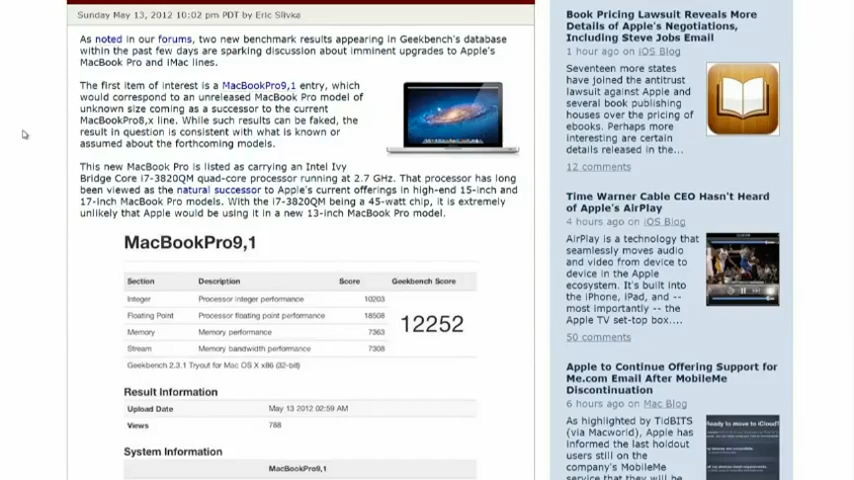 Sunday May 13, 2012 10:02 pm PDT by Eric Slivka
As noted in our forums, two new benchmark results appearing in Geekbench's database
within the past few days are sparking discussion about imminent upgrades to Apple's
MacBook Pro and iMac lines.
The first item of interest is a MacBookPro9,1 entry, which
would correspond to an unreleased MacBook Pro model of
unknown size coming as a successor to the current
MacBookPro8,x line. While such results can be faked, the
result in question is consistent with what is known or
assumed about the forthcoming models.
This new MacBook Pro is listed as carrying an Intel Ivy
Bridge Core i7-3820QM quad-core processor running at 2.7 GHz. That processor has long
been viewed as the natural successor to Apple's current offerings in high-end 15-inch and
17-inch MacBook Pro models. With the i7-3820QM being a 45-watt chip, it is extremely
unlikely that Apple would be using it in a new 13-inch MacBook Pro model.
MacBookPro9,1
Section Description Score Geekbench Score
Integer Processor integer performance 10203
Floating Point Processor floating point performance 18508
12252
Memory Memory performance 7363
Stream Memory bandwidth performance 7308
Geekbench 2.3.1 Tryout for Mac OS X x86 (32-bit)
Result Information
Upload Date May 13 2012 02:59 AM
Views 788
System Information
MacBookPro9,1
Book Pricing Lawsuit Reveals More
Details of Apple's Negotiations,
Including Steve Jobs Email
1 hour ago on iOS Blog
Seventeen more states
have joined the antitrust
lawsuit against Apple and
several book publishing
houses over the pricing of
ebooks. Perhaps more
interesting are certain
details released in the...
12 comments
Time Warner Cable CEO Hasn't Heard
of Apple's AirPlay
4 hours ago on iOS Blog
AirPlay is a technology that
seamlessly moves audio
and video from device to
device in the Apple
ecosystem. It's built into
the iPhone, iPad, and --
most importantly -- the
Apple TV set-top box....
50 comments
Apple to Continue Offering Support for
Me.com Email After MobileMe
Discontinuation
6 hours ago on Mac Blog
As highlighted by TidBITS
(via Macworld), Apple has
informed the last holdout
users still on the
company's MobileMe
service that they will be
Ready to move to iCloud?